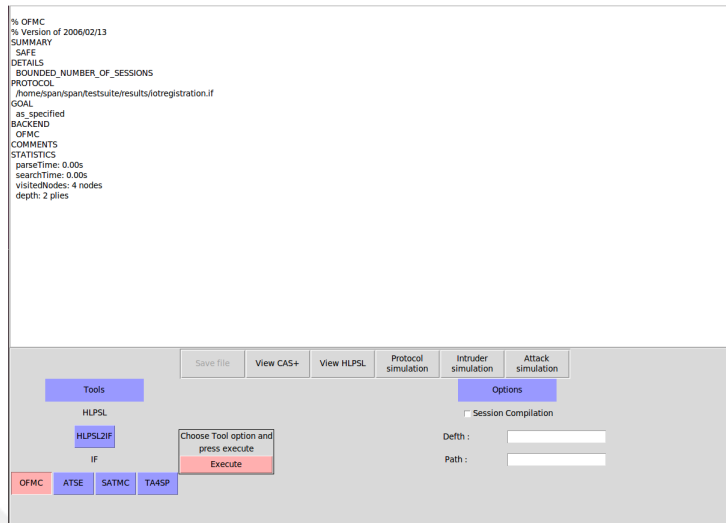 % OFMC
% Version of 2006/02/13
SUMMARY
SAFE
DETAILS
BOUNDED_NUMBER_OF_SESSIONS
PROTOCOL
/home/span/span/testsuite/results/iotregistration.if
GOAL
as_specified
BACKEND
OFMC
COMMENTS
STATISTICS
parseTime: 0.00s
searchTime: 0.00s
visitedNodes: 4 nodes
depth: 2 plies
Save file
View CAS+
View HLPSL
Protocol
simulation
Intruder
simulation
Attack
simulation
Tools
Options
HLPSL
Session Compilation
HLPSL2IF
Choose Tool option and
press execute
Execute
Defth :
IF
Path :
OFMC
ATSE
SATMC
TA4SP